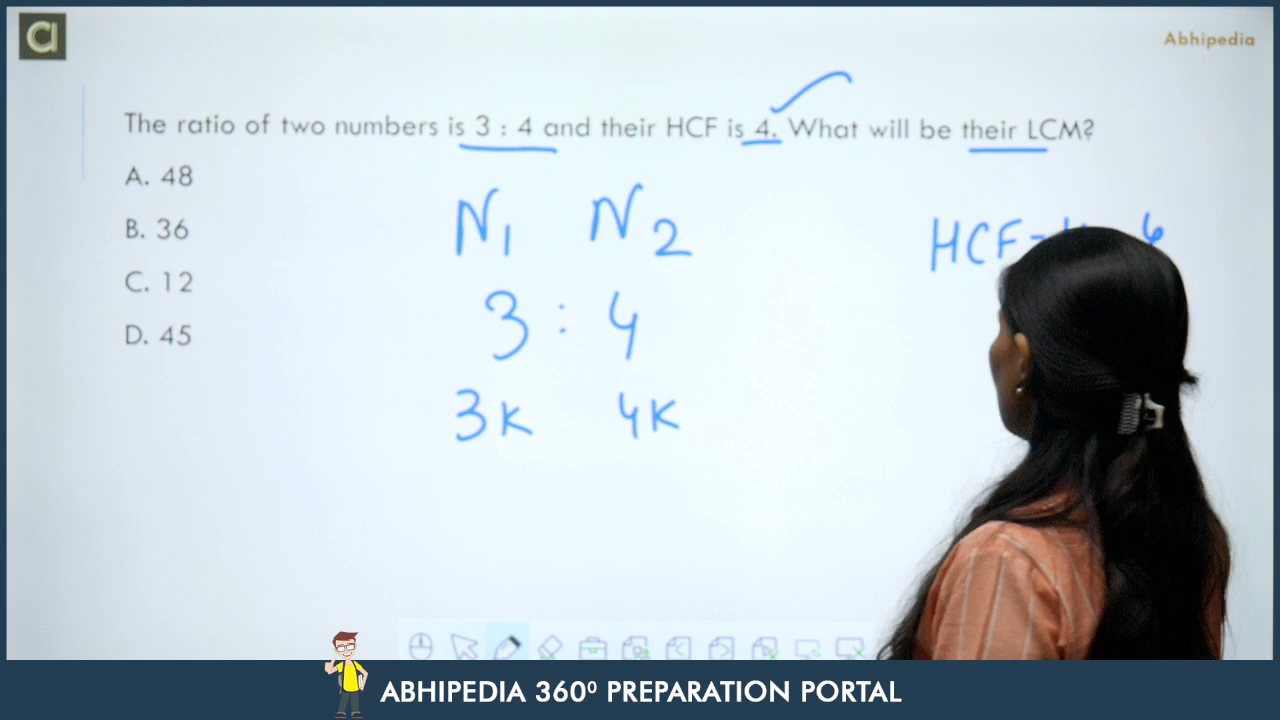 Abhipedia
The ratio of two numbers is 3 : 4 and their HCF is 4. What will be their LCM?
A. 48
B. 36
C. 12
D. 45
N1 N2
HCF =
3 : 4
3K 4K
ABHIPEDIA 360⁰ PREPARATION PORTAL